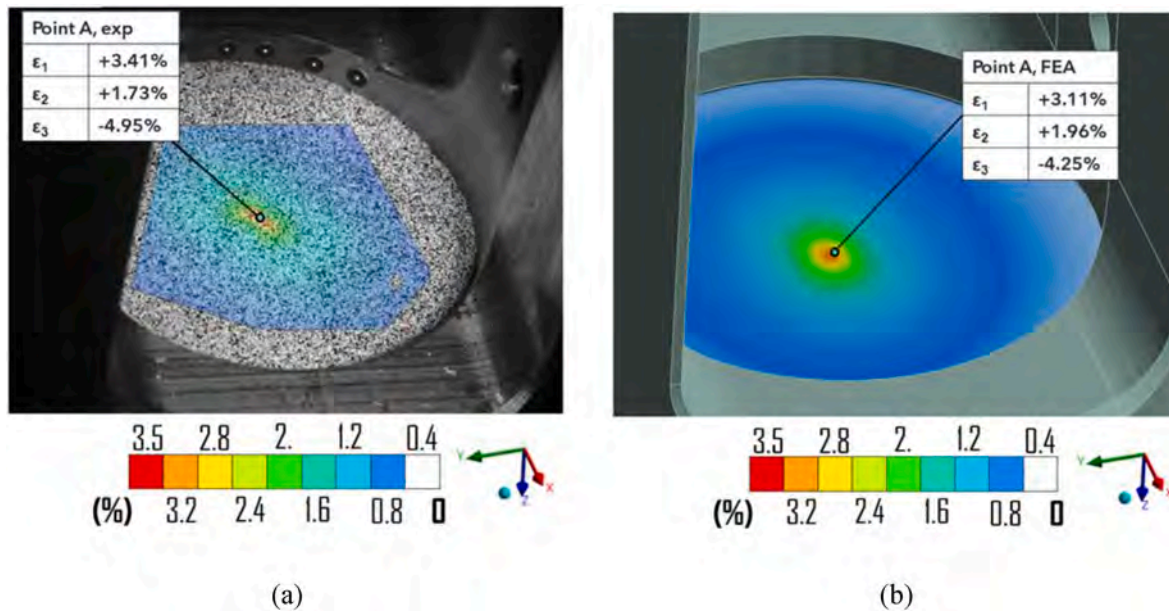 Point A, exp
ε₁ +3.41%
ε₂ +1.73%
ε₃ -4.95%
Point A, FEA
ε₁ +3.11%
ε₂ +1.96%
ε₃ -4.25%
3.5 2.8 2. 1.2 0.4
(%) 3.2 2.4 1.6 0.8 0
Y X Z
3.5 2.8 2. 1.2 0.4
(%) 3.2 2.4 1.6 0.8 0
Y X Z
(a)
(b)